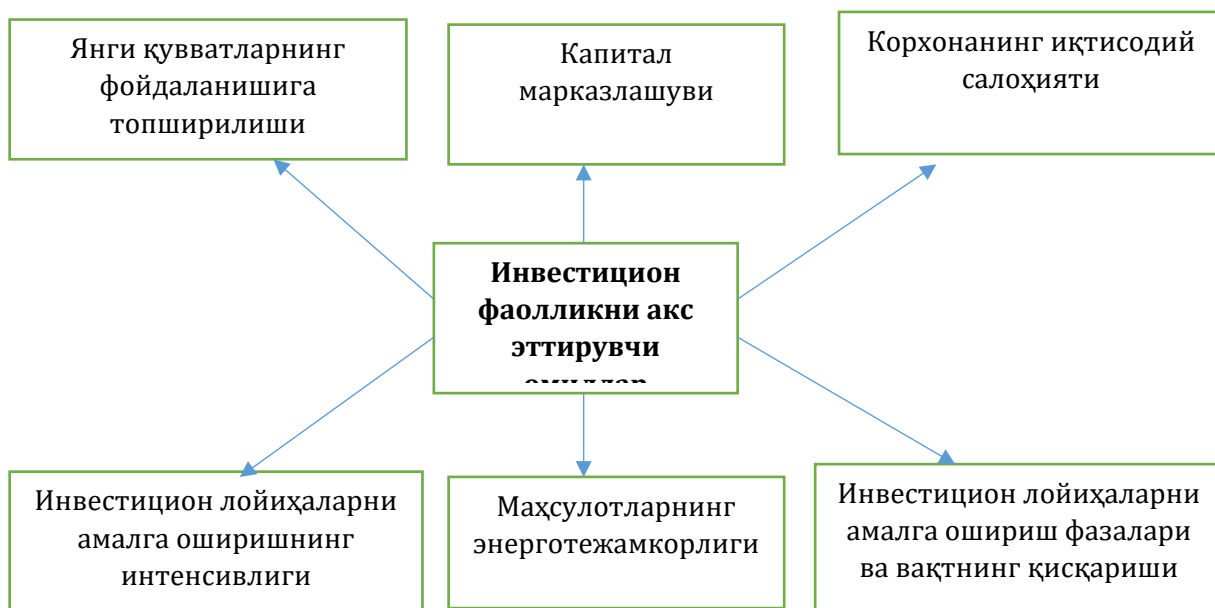 Янги қувватларнинг
фойдаланишига
топширилиши
Капитал
марказлашуви
Корхонанинг иқтисодий
салоҳияти
Инвестицион
фаолликни акс
эттирувчи
омиллар
Инвестицион лойиҳаларни
амалга оширишнинг
интенсивлиги
Маҳсулотларнинг
энерготежамкорлиги
Инвестицион лойиҳаларни
амалга ошириш фазалари
ва вақтнинг қисқариши